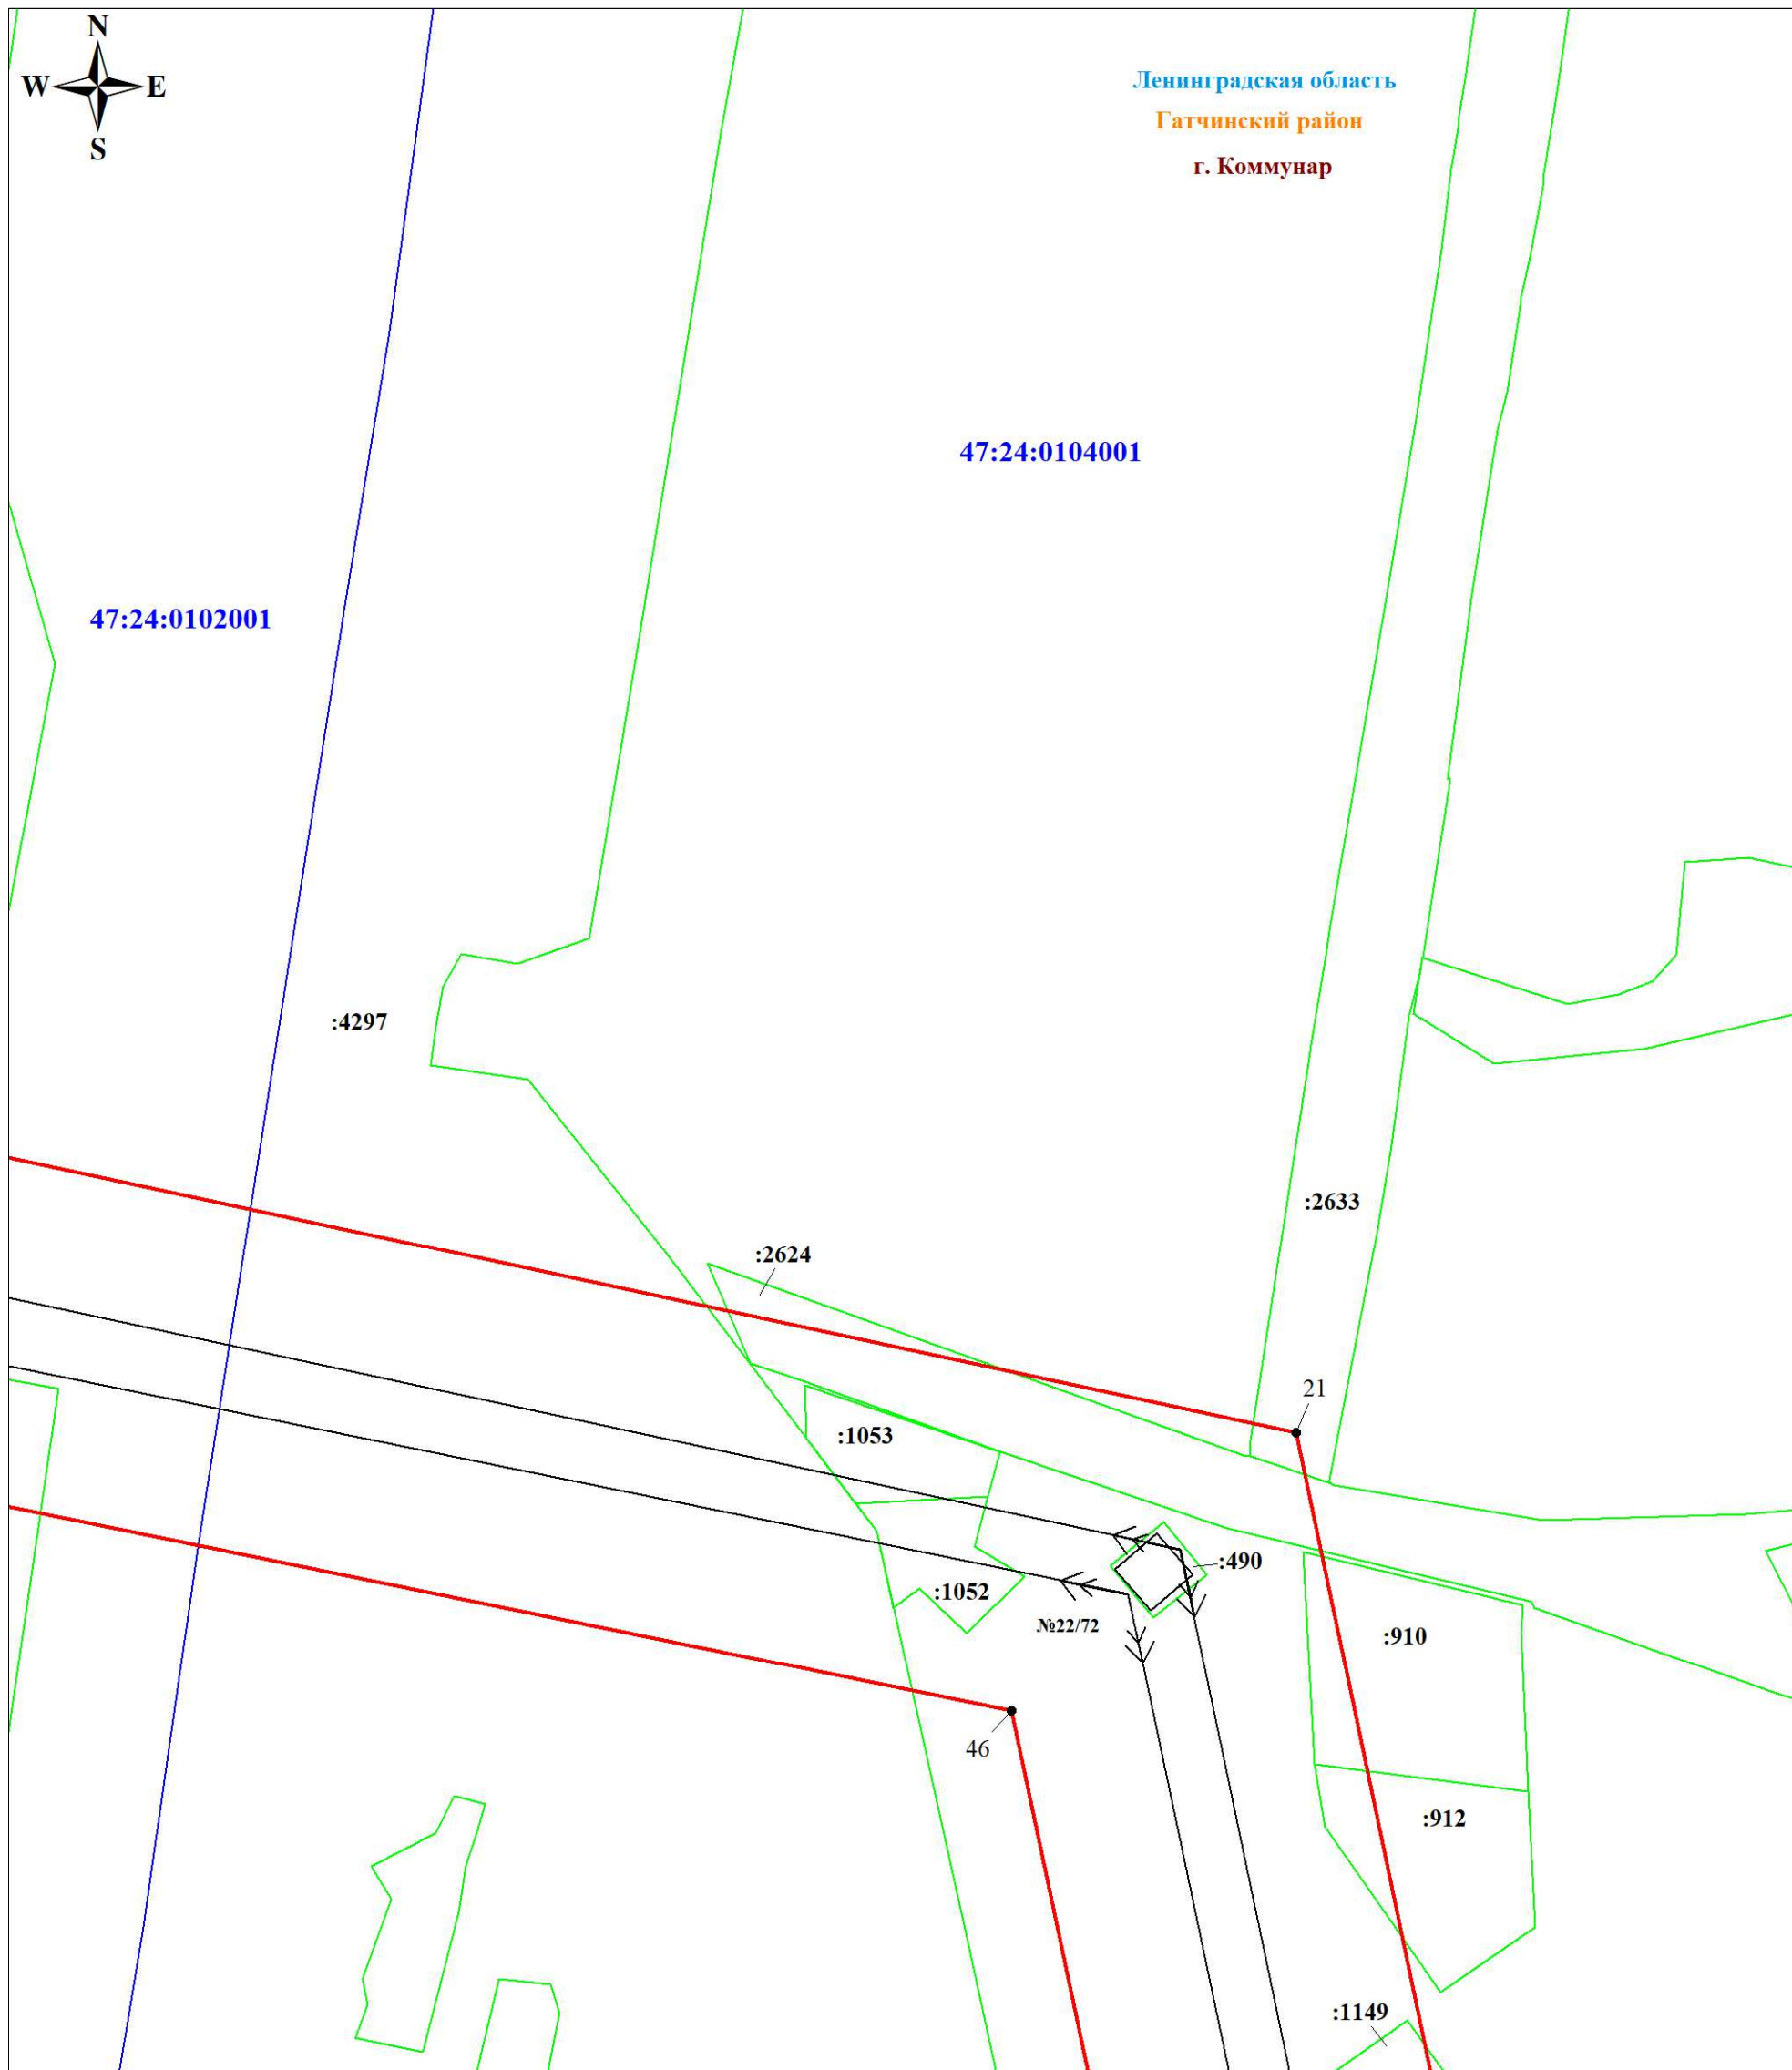 N
W E
S
Ленинградская область
Гатчинский район
г. Коммунар
47:24:0104001
47:24:0102001
:4297
:2633
:2624
21
:1053
:490
:1052
№22/72
:910
46
:912
:1149